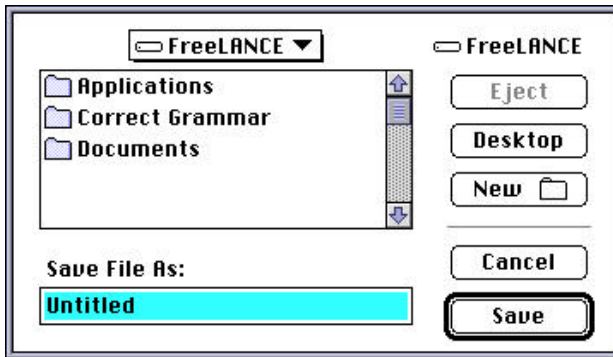 FreeLANCE
FreeLANCE
Applications
Correct Grammar
Documents
Eject
Desktop
New
Save File As:
Untitled
Cancel
Save